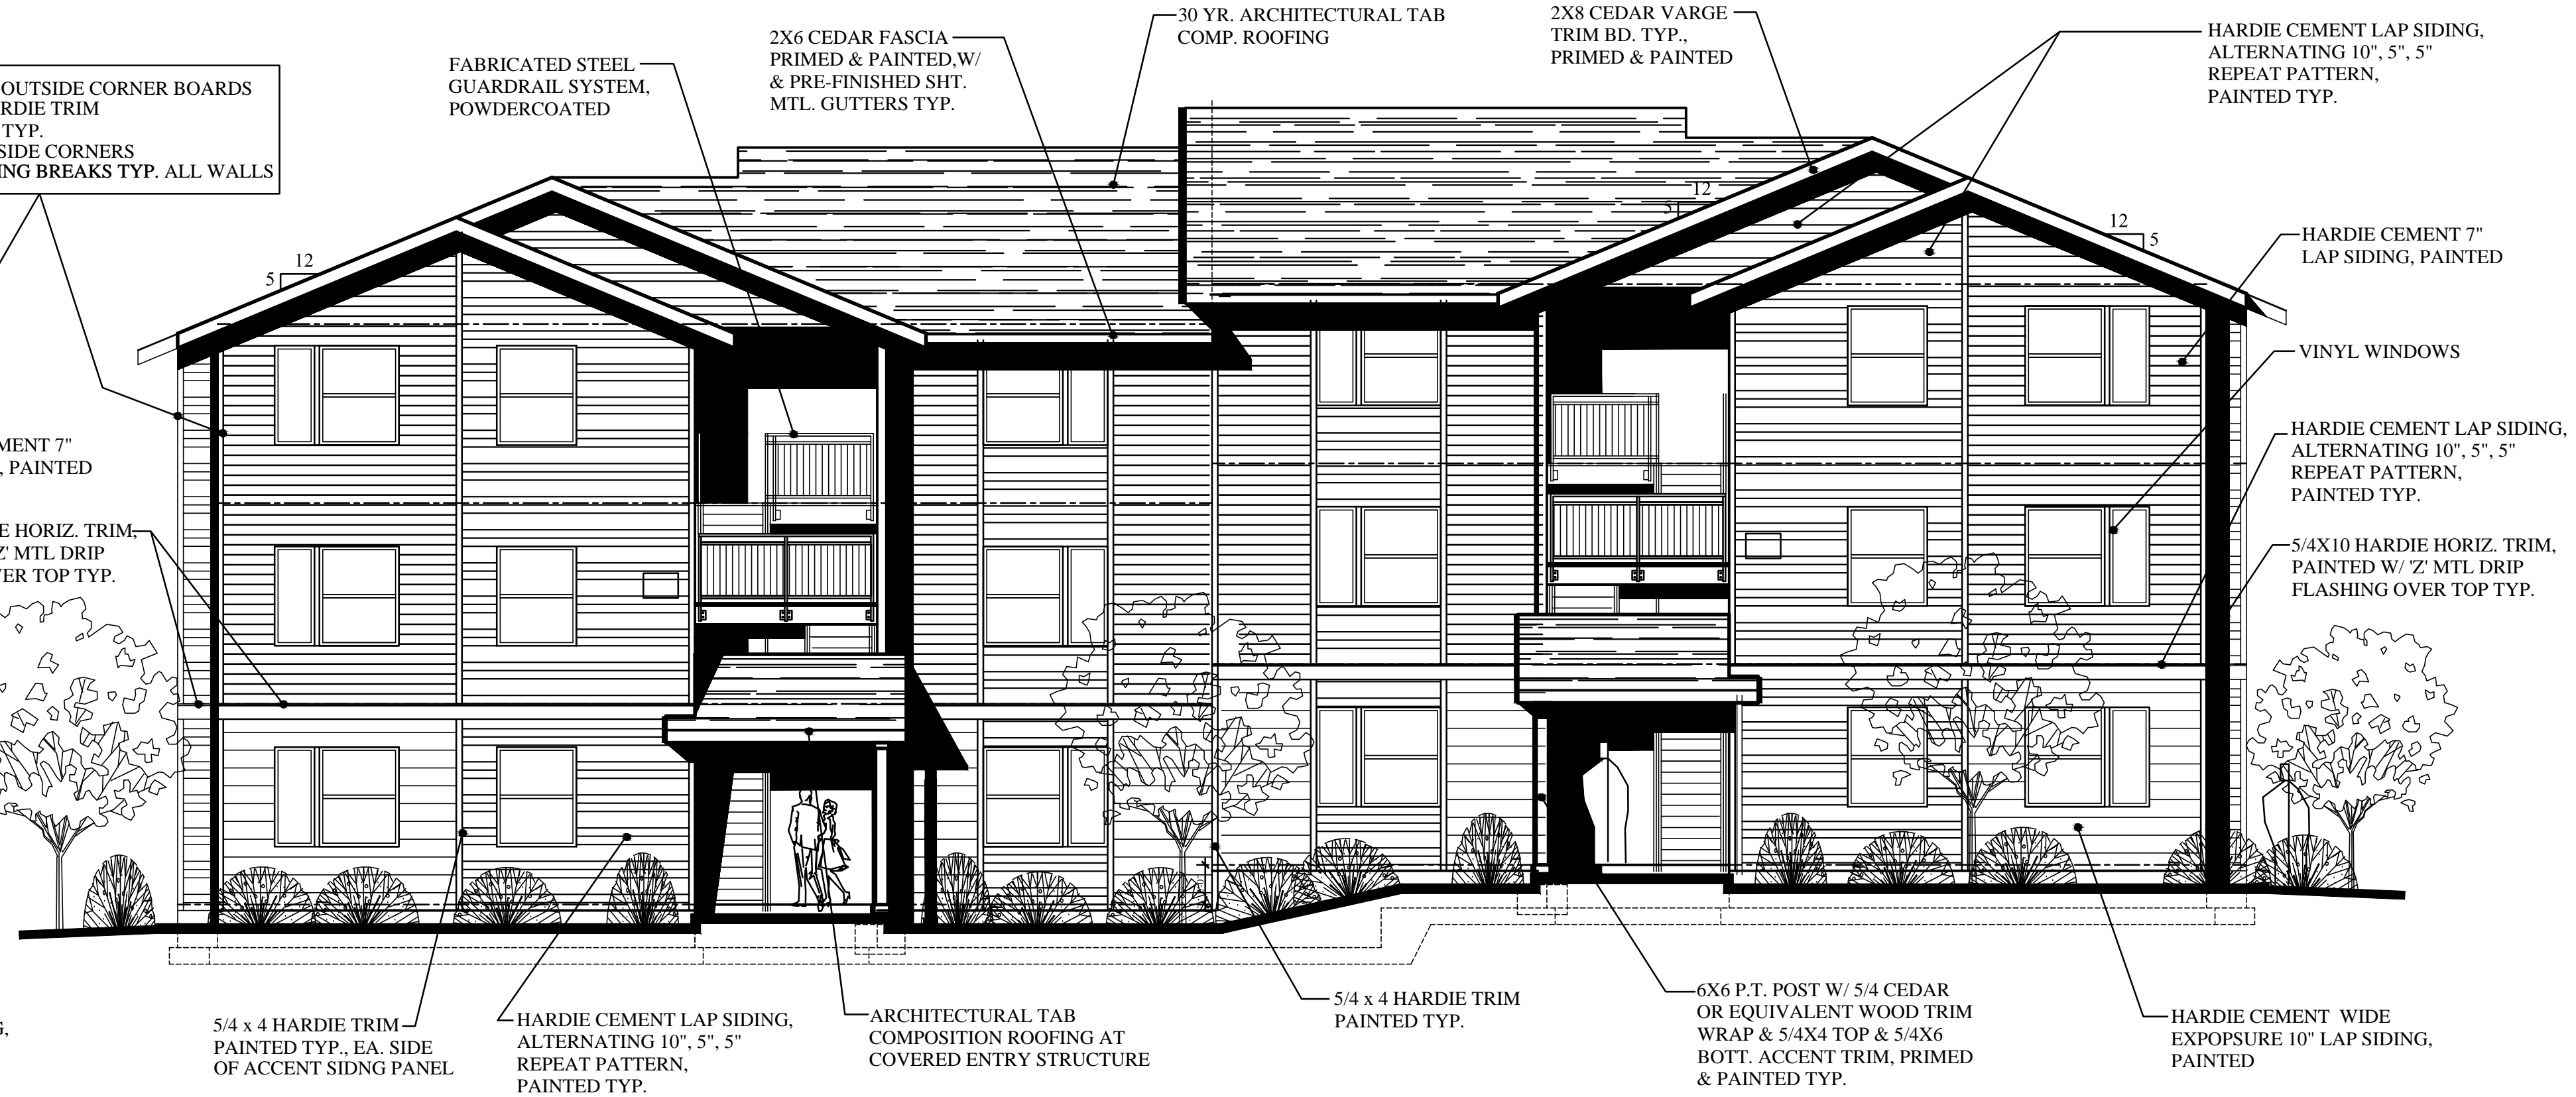 OUTSIDE CORNER BOARDS
RDIE TRIM
TYP.
SIDE CORNERS
ING BREAKS TYP. ALL WALLS
FABRICATED STEEL
GUARDRAIL SYSTEM,
POWDERCOATED
2X6 CEDAR FASCIA
PRIMED & PAINTED,W/
& PRE-FINISHED SHT.
MTL. GUTTERS TYP.
30 YR. ARCHITECTURAL TAB
COMP. ROOFING
2X8 CEDAR VARGE
TRIM BD. TYP.,
PRIMED & PAINTED
HARDIE CEMENT LAP SIDING,
ALTERNATING 10", 5", 5"
REPEAT PATTERN,
PAINTED TYP.
12
5
12
5
12
5
HARDIE CEMENT 7"
LAP SIDING, PAINTED
VINYL WINDOWS
HARDIE CEMENT LAP SIDING,
ALTERNATING 10", 5", 5"
REPEAT PATTERN,
PAINTED TYP.
5/4X10 HARDIE HORIZ. TRIM,
PAINTED W/ 'Z' MTL DRIP
FLASHING OVER TOP TYP.
EMENT 7"
, PAINTED
E HORIZ. TRIM,
Z' MTL DRIP
VER TOP TYP.
G,
5/4 x 4 HARDIE TRIM
PAINTED TYP., EA. SIDE
OF ACCENT SIDNG PANEL
HARDIE CEMENT LAP SIDING,
ALTERNATING 10", 5", 5"
REPEAT PATTERN,
PAINTED TYP.
ARCHITECTURAL TAB
COMPOSITION ROOFING AT
COVERED ENTRY STRUCTURE
5/4 x 4 HARDIE TRIM
PAINTED TYP.
6X6 P.T. POST W/ 5/4 CEDAR
OR EQUIVALENT WOOD TRIM
WRAP & 5/4X4 TOP & 5/4X6
BOTT. ACCENT TRIM, PRIMED
& PAINTED TYP.
HARDIE CEMENT  WIDE
EXPOPSURE 10" LAP SIDING,
PAINTED